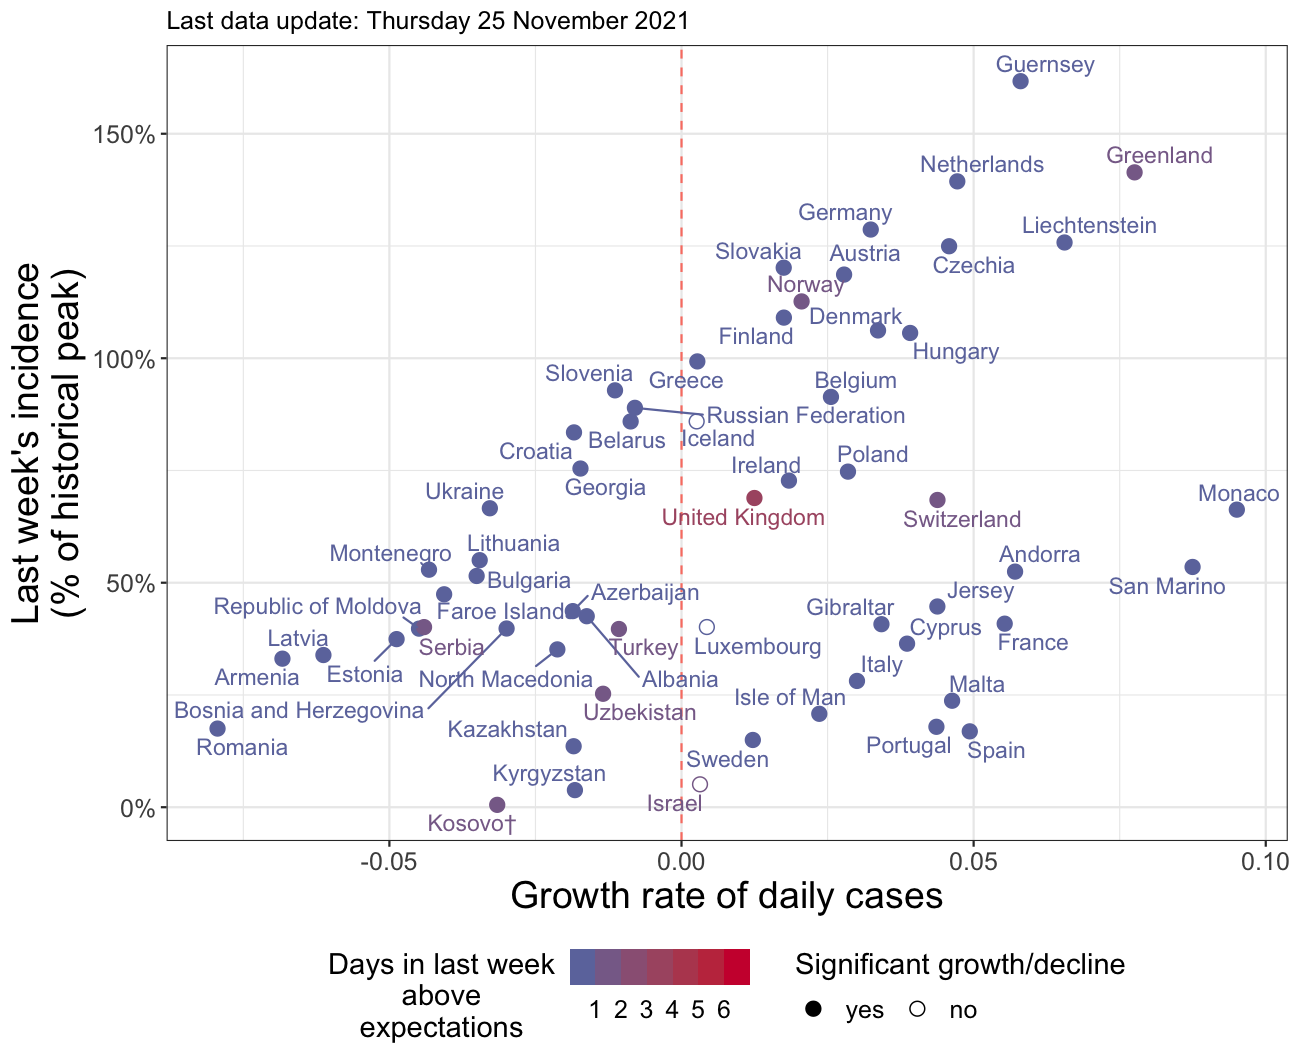 Last data update: Thursday 25 November 2021
Last week's incidence
(% of historical peak)
150%
100%
50%
0%
Guernsey
Greenland
Netherlands
Germany
Liechtenstein
Slovakia
Austria
Czechia
Norway
Denmark
Finland
Hungary
Slovenia
Greece
Belgium
Russian Federation
Belarus
Iceland
Croatia
Ireland
Poland
Georgia
Ukraine
Monaco
United Kingdom
Switzerland
Lithuania
Montenegro
Andorra
Bulgaria
San Marino
Azerbaijan
Jersey
Republic of Moldova
Faroe Islands
Gibraltar
Cyprus
Latvia
Serbia
Turkey
Luxembourg
France
Italy
Armenia
Estonia
North Macedonia
Albania
Malta
Isle of Man
Bosnia and Herzegovina
Uzbekistan
Kazakhstan
Romania
Portugal
Spain
Sweden
Kyrgyzstan
Israel
Kosovo†
-0.05
0.00
0.05
0.10
Growth rate of daily cases
Days in last week
above
expectations
1 2 3 4 5 6
Significant growth/decline
yes
no